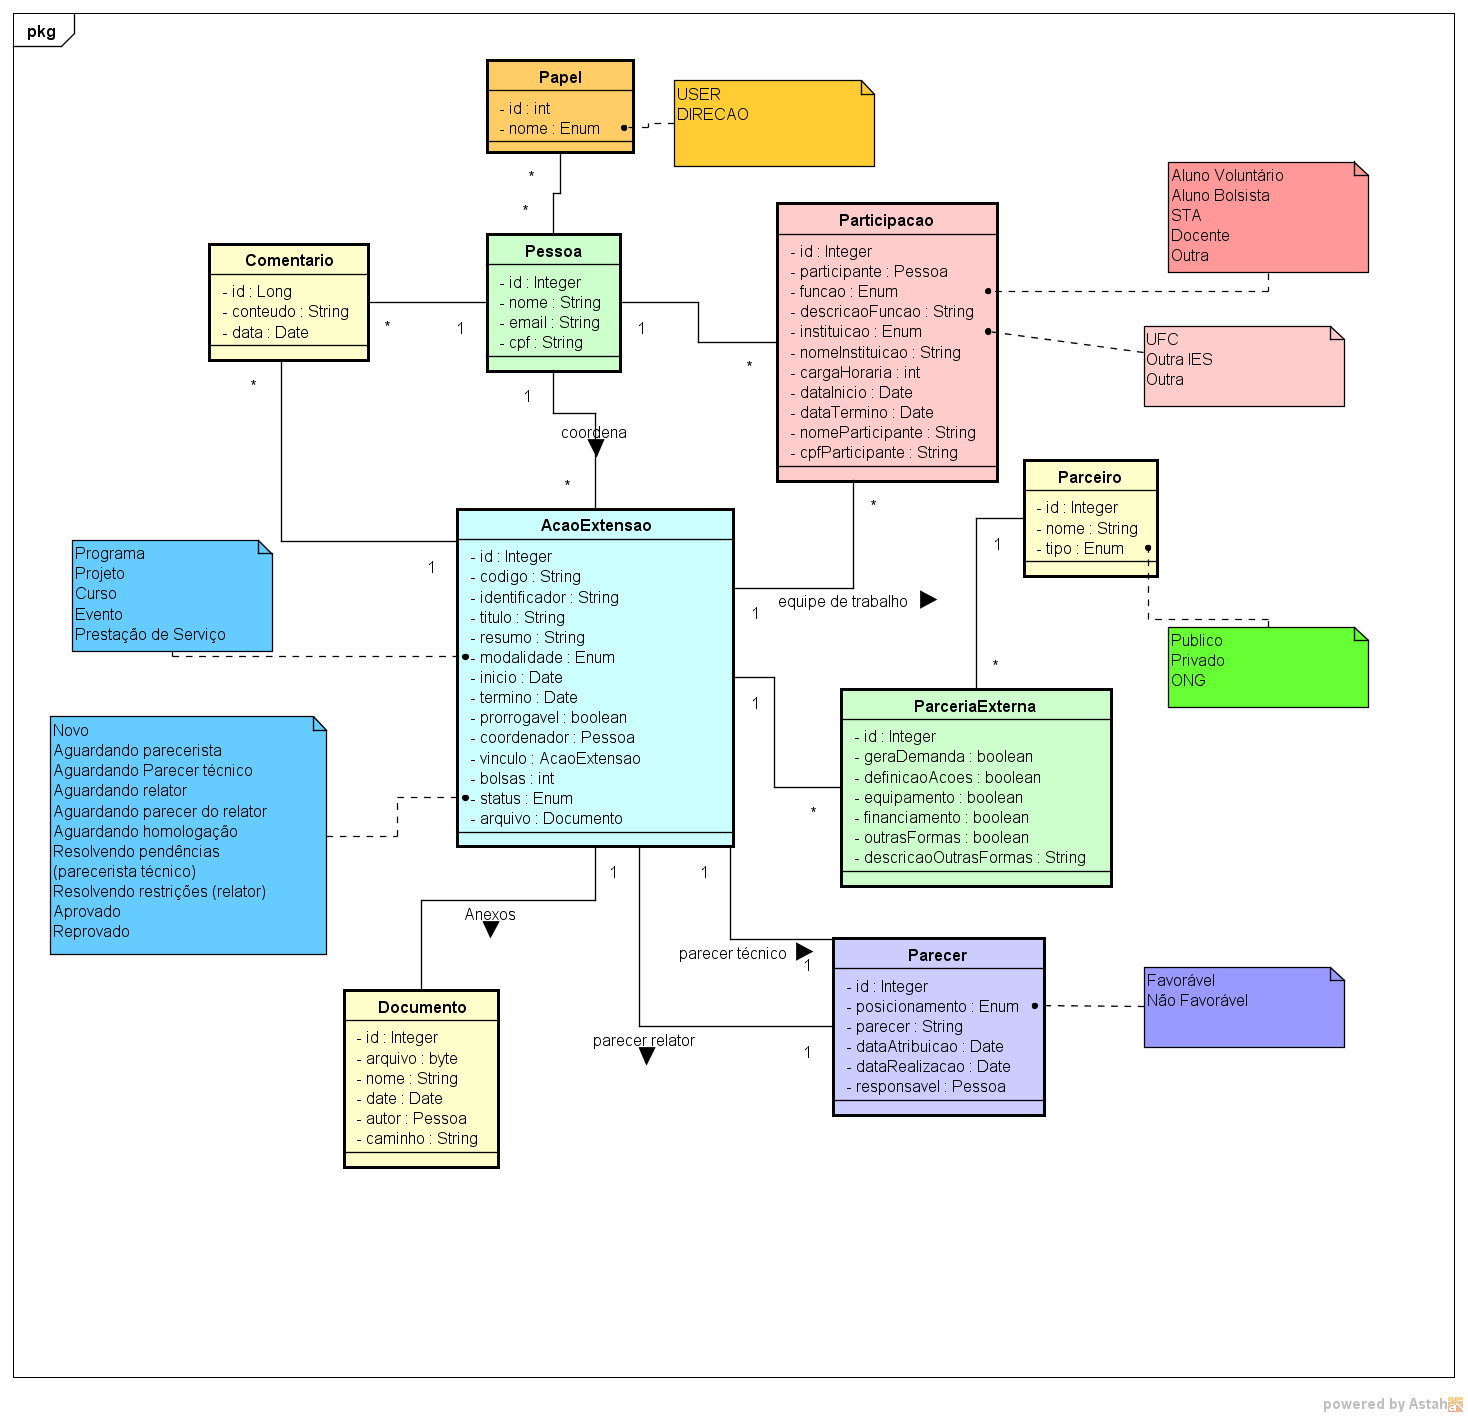 pkg
Papel
- id : int
- nome : Enum
USER
DIRECAO
*
*
Aluno Voluntário
Aluno Bolsista
STA
Docente
Outra
Participacao
- id : Integer
- participante : Pessoa
- funcao : Enum
- descricaoFuncao : String
- instituicao : Enum
- nomeInstituicao : String
- cargaHoraria : int
- dataInicio : Date
- dataTermino : Date
- nomeParticipante : String
- cpfParticipante : String
Pessoa
- id : Integer
- nome : String
- email : String
- cpf : String
Comentario
- id : Long
- conteudo : String
- data : Date
*
1
1
*
UFC
Outra IES
Outra
*
1
coordena
*
Parceiro
- id : Integer
- nome : String
- tipo : Enum
*
1
AcaoExtensao
- id : Integer
- codigo : String
- identificador : String
- titulo : String
- resumo : String
- modalidade : Enum
- inicio : Date
- termino : Date
- prorrogavel : boolean
- coordenador : Pessoa
- vinculo : AcaoExtensao
- bolsas : int
- status : Enum
- arquivo : Documento
Programa
Projeto
Curso
Evento
Prestação de Serviço
1
1
equipe de trabalho
Publico
Privado
ONG
*
1
*
ParceriaExterna
- id : Integer
- geraDemanda : boolean
- definicaoAcoes : boolean
- equipamento : boolean
- financiamento : boolean
- outrasFormas : boolean
- descricaoOutrasFormas : String
Novo
Aguardando parecerista
Aguardando Parecer técnico
Aguardando relator
Aguardando parecer do relator
Aguardando homologação
Resolvendo pendências
(parecerista técnico)
Resolvendo restrições (relator)
Aprovado
Reprovado
1
1
Anexos
parecer técnico
1
parecer relator
1
Parecer
- id : Integer
- posicionamento : Enum
- parecer : String
- dataAtribuicao : Date
- dataRealizacao : Date
- responsavel : Pessoa
Favorável
Não Favorável
Documento
- id : Integer
- arquivo : byte
- nome : String
- date : Date
- autor : Pessoa
- caminho : String
powered by Astah